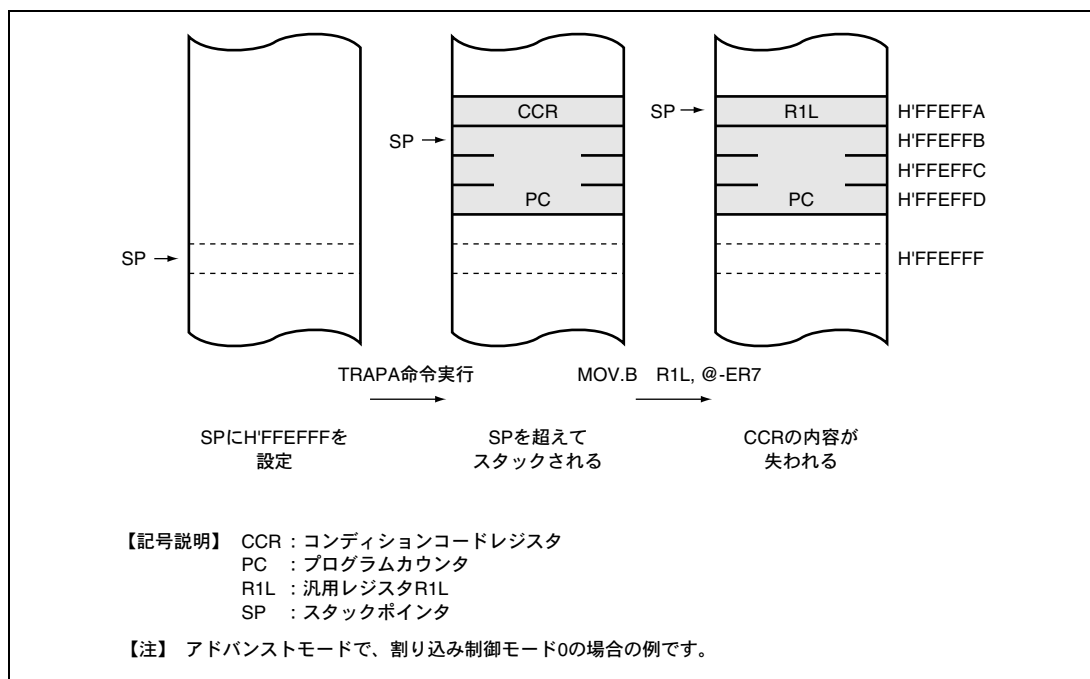 CCR
SP → R1L H'FFEFFA
SP → H'FFEFFB
H'FFEFFC
PC PC H'FFEFFD
SP → H'FFEFFF
TRAPA命令実行 MOV.B R1L, @-ER7
SPにH'FFEFFFを
設定
SPを超えて
スタックされる
CCRの内容が
失われる
【記号説明】 CCR : コンディションコードレジスタ
PC : プログラムカウンタ
R1L : 汎用レジスタR1L
SP : スタックポインタ
【注】 アドバンストモードで、割り込み制御モード0の場合の例です。